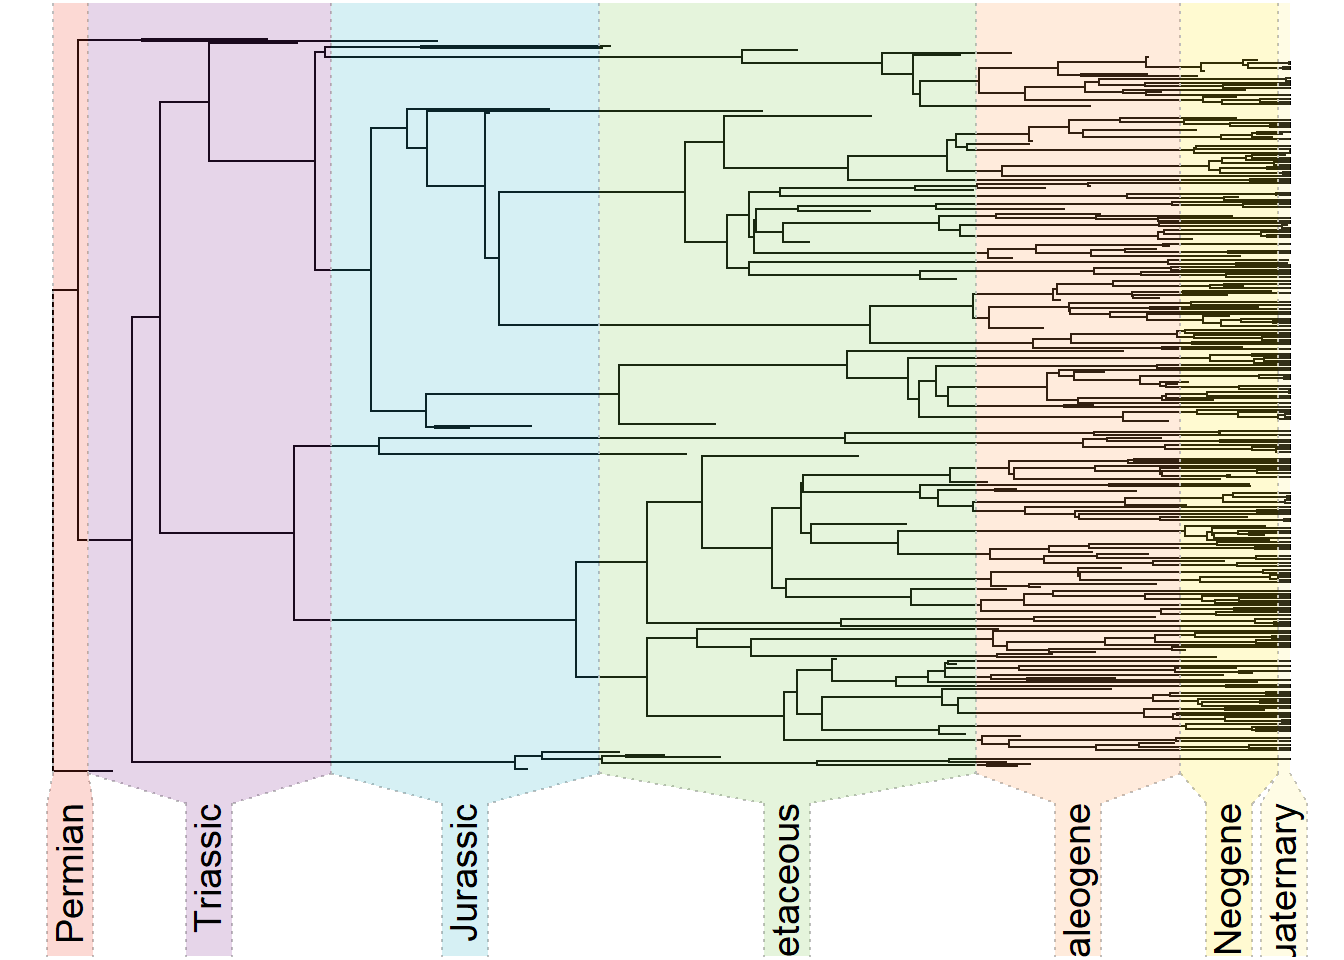 Permian
Triassic
Jurassic
etaceous
aleogene
Neogene
uaternary